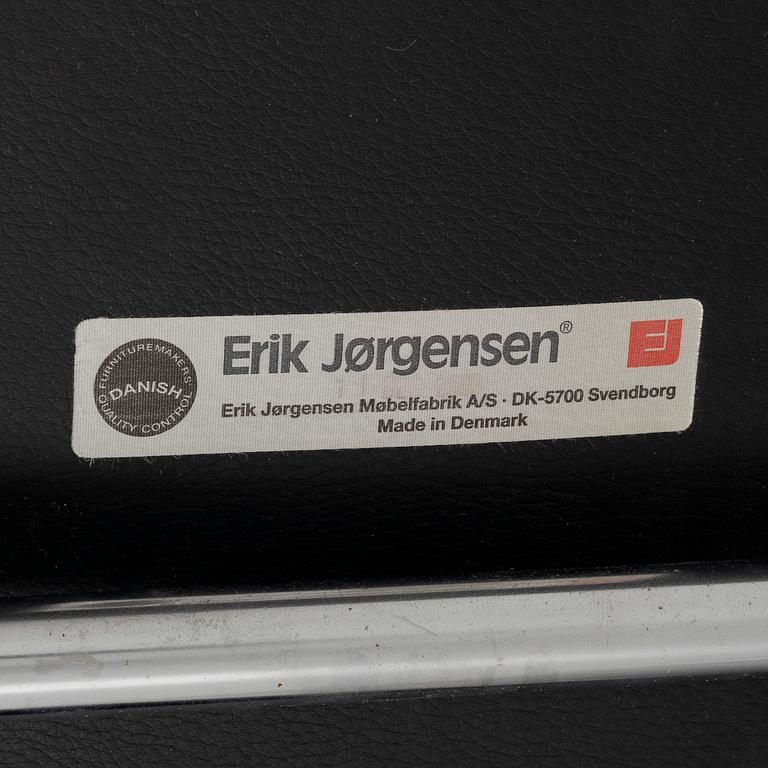 FURNITUREMAKERS'
DANISH
QUALITY CONTROL
Erik Jørgensen®
EJ
Erik Jørgensen Møbelfabrik A/S · DK-5700 Svendborg
Made in Denmark